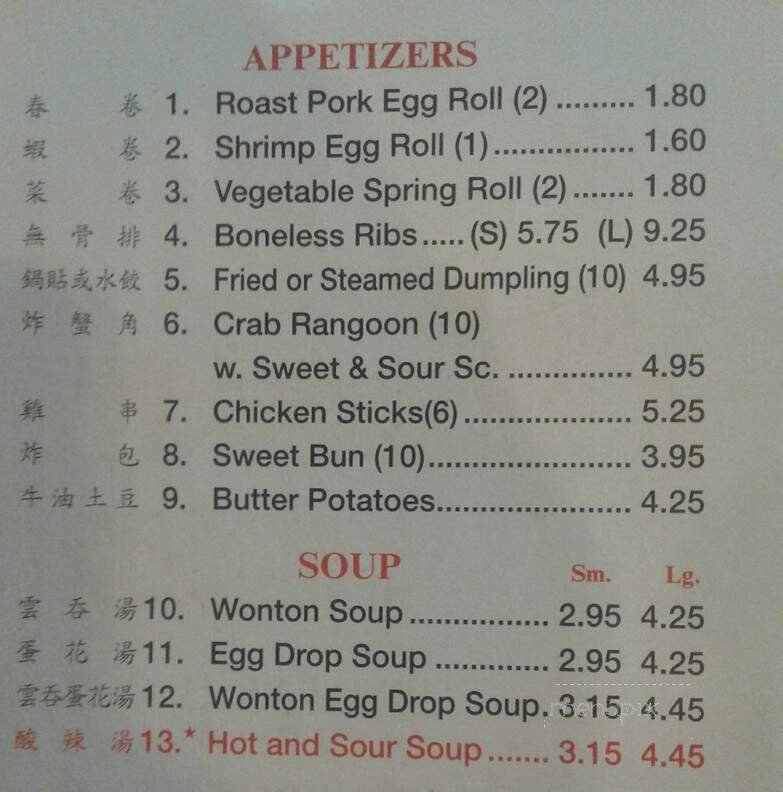 APPETIZERS
春 卷 1. Roast Pork Egg Roll (2) ......... 1.80
蝦 卷 2. Shrimp Egg Roll (1)................ 1.60
菜 卷 3. Vegetable Spring Roll (2)....... 1.80
無 骨 排 4. Boneless Ribs..... (S) 5.75 (L) 9.25
鍋貼或水餃 5. Fried or Steamed Dumpling (10) 4.95
炸 蟹 角 6. Crab Rangoon (10)
w. Sweet & Sour Sc. .............. 4.95
雞 串 7. Chicken Sticks(6)................... 5.25
炸 包 8. Sweet Bun (10)....................... 3.95
牛油土豆 9. Butter Potatoes...................... 4.25
SOUP Sm. Lg.
雲 吞 湯 10. Wonton Soup ................ 2.95 4.25
蛋 花 湯 11. Egg Drop Soup ............. 2.95 4.25
雲吞蛋花湯 12. Wonton Egg Drop Soup. 3.15 4.45
酸 辣 湯 13.* Hot and Sour Soup ....... 3.15 4.45
menupix